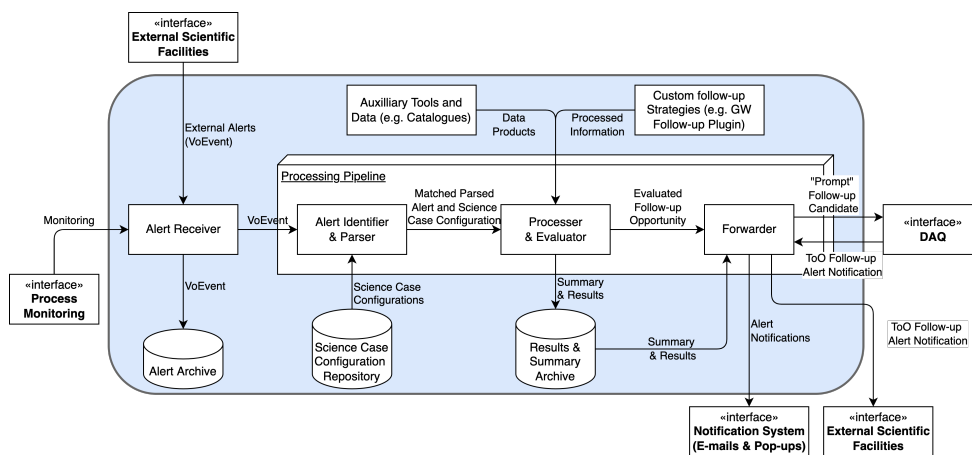 «interface»
External Scientific
Facilities
Auxilliary Tools and
Data (e.g. Catalogues)
Custom follow-up
Strategies (e.g. GW
Follow-up Plugin)
Data
Products
Processed
Information
External Alerts
(VoEvent)
Processing Pipeline
"Prompt"
Follow-up
Candidate
Monitoring
Alert Receiver
VoEvent
Alert Identifier
& Parser
Matched Parsed
Alert and Science
Case Configuration
Processer
& Evaluator
Evaluated
Follow-up
Opportunity
Forwarder
«interface»
DAQ
ToO Follow-up
Alert Notification
«interface»
Process
Monitoring
VoEvent
Science Case
Configurations
Summary
& Results
Alert
Notifications
ToO Follow-up
Alert Notification
Alert Archive
Science Case
Configuration
Repository
Results &
Summary
Archive
Summary
& Results
«interface»
Notification System
(E-mails & Pop-ups)
«interface»
External Scientific
Facilities